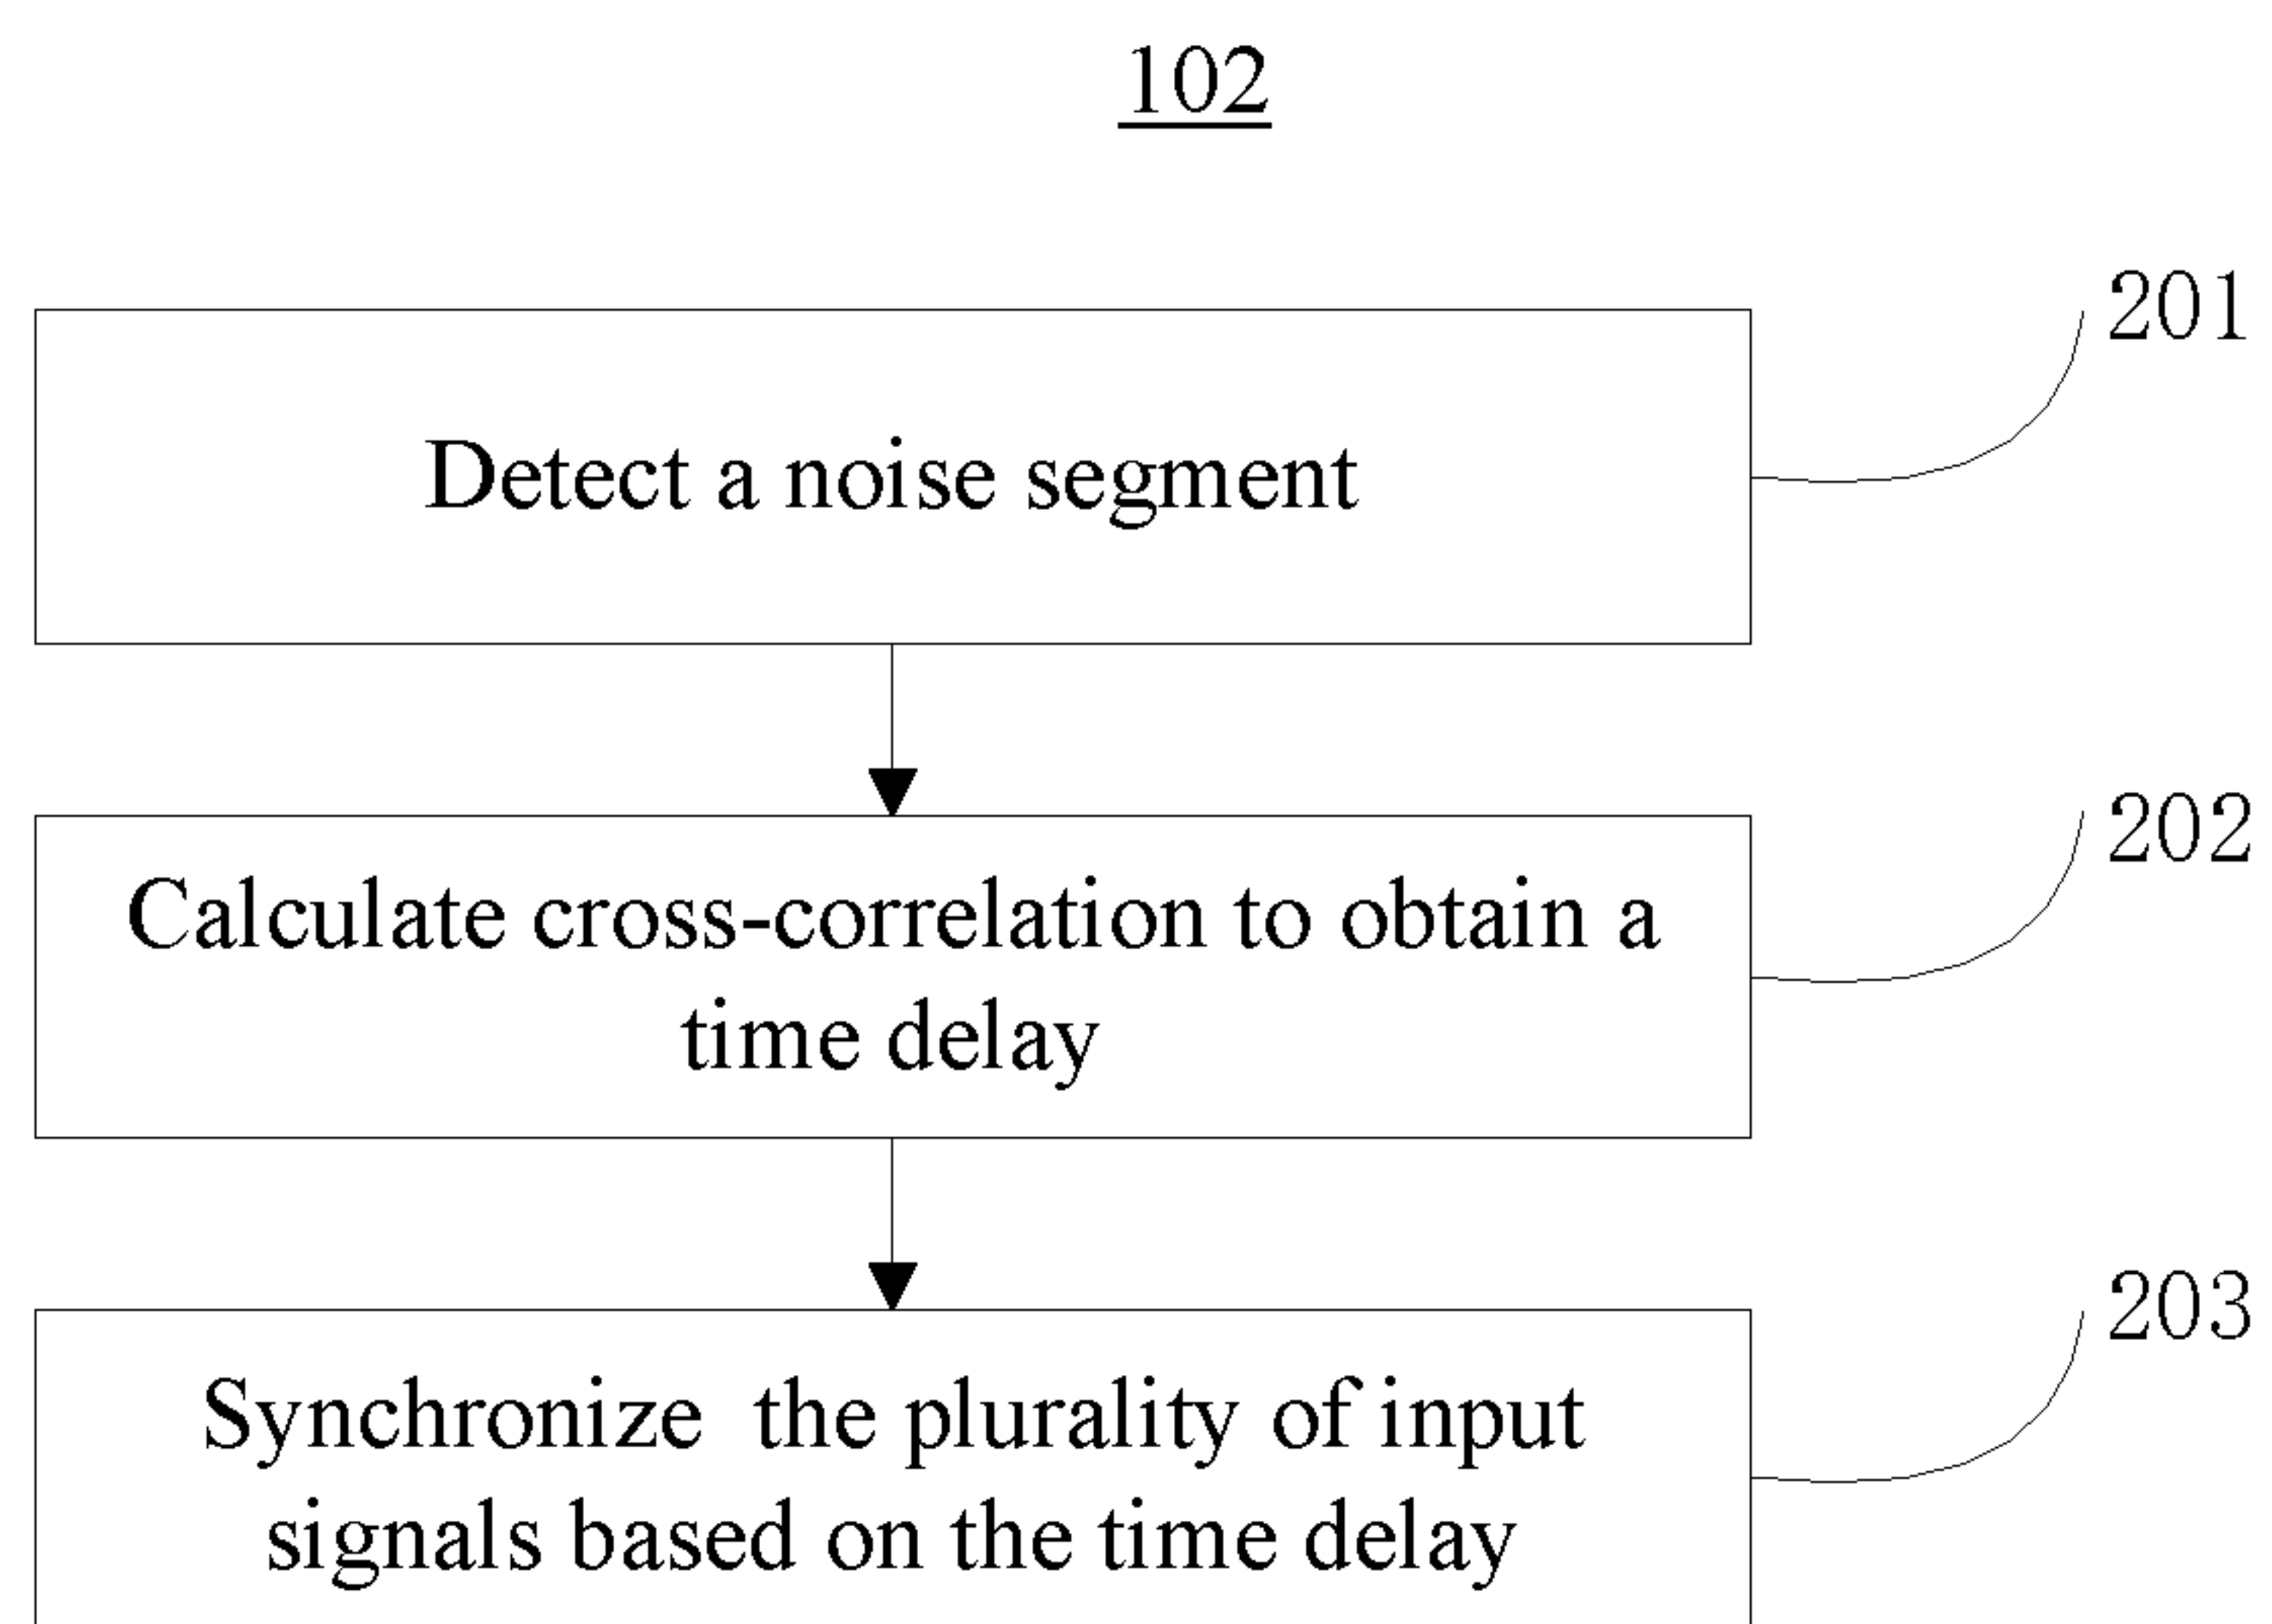 102
201
Detect a noise segment
202
Calculate cross-correlation to obtain a
time delay
203
Synchronize the plurality of input
signals based on the time delay